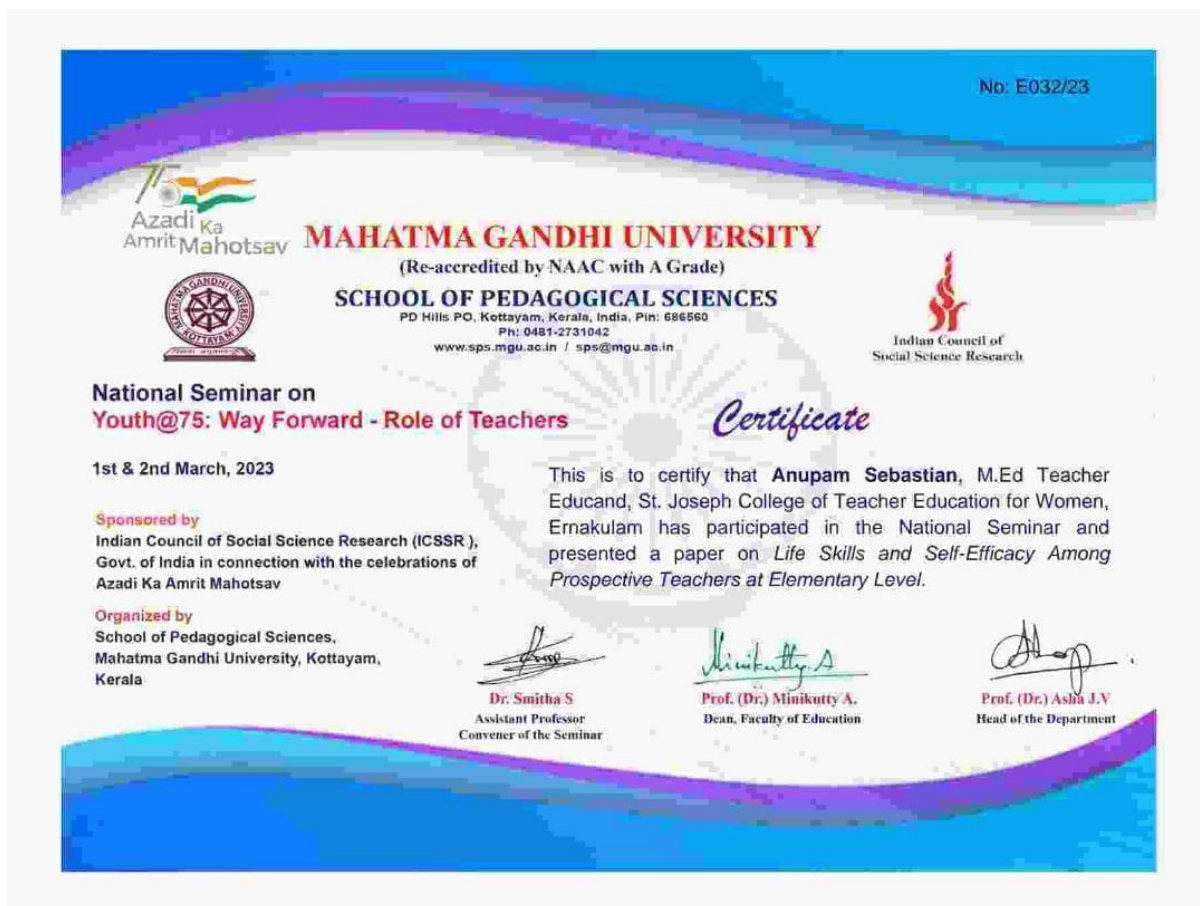 No: E032/23
75
Azadi Ka
Amrit Mahotsav
MAHATMA GANDHI UNIVERSITY
(Re-accredited by NAAC with A Grade)
SCHOOL OF PEDAGOGICAL SCIENCES
PD Hills PO, Kottayam, Kerala, India, Pin: 686560
Ph: 0481-2731042
www.sps.mgu.ac.in / sps@mgu.ac.in
MAHATMA GANDHI UNIVERSITY
KOTTAYAM
Indian Council of
Social Science Research
National Seminar on
Youth@75: Way Forward - Role of Teachers
1st & 2nd March, 2023
Sponsored by
Indian Council of Social Science Research (ICSSR ),
Govt. of India in connection with the celebrations of
Azadi Ka Amrit Mahotsav
Organized by
School of Pedagogical Sciences,
Mahatma Gandhi University, Kottayam,
Kerala
Certificate
This is to certify that Anupam Sebastian, M.Ed Teacher
Educand, St. Joseph College of Teacher Education for Women,
Ernakulam has participated in the National Seminar and
presented a paper on Life Skills and Self-Efficacy Among
Prospective Teachers at Elementary Level.
Minikutty. A
Dr. Smitha S
Assistant Professor
Convener of the Seminar
Prof. (Dr.) Minikutty A.
Dean, Faculty of Education
Prof. (Dr.) Asha J.V
Head of the Department